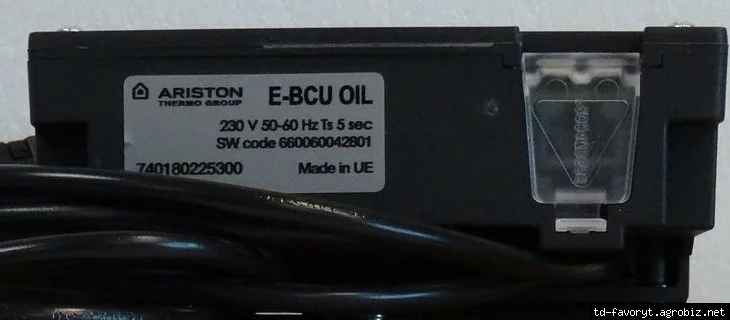 ARISTON
THERMO GROUP
E-BCU OIL
230 V 50-60 Hz Ts 5 sec
SW code 660060042801
740180225300
Made in UE
td-favoryt.agrobiz.net